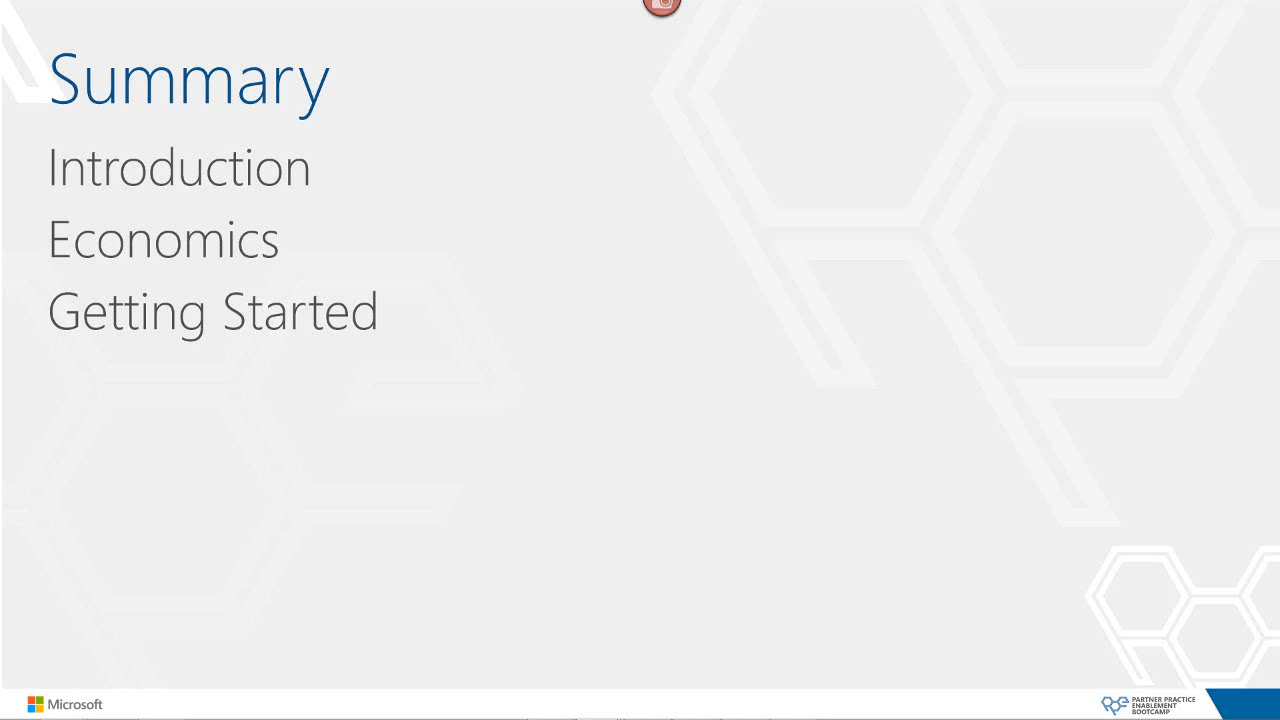 Summary
Introduction
Economics
Getting Started
Microsoft
PARTNER PRACTICE
ENABLEMENT
BOOTCAMP